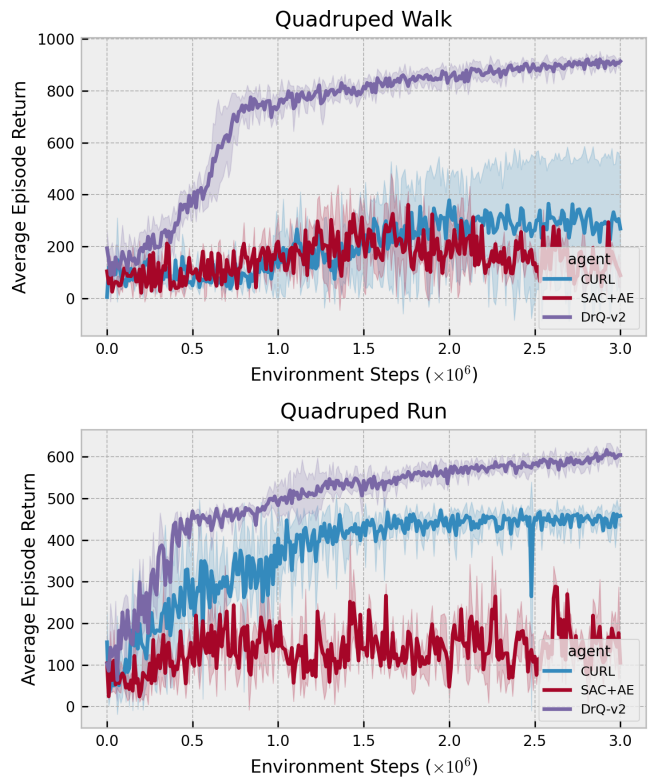 Quadruped Walk
1000
800
600
400
200
0
Average Episode Return
0.0 0.5 1.0 1.5 2.0 2.5 3.0
Environment Steps (×10⁶)
agent
CURL
SAC+AE
DrQ-v2
Quadruped Run
600
500
400
300
200
100
0
Average Episode Return
0.0 0.5 1.0 1.5 2.0 2.5 3.0
Environment Steps (×10⁶)
agent
CURL
SAC+AE
DrQ-v2